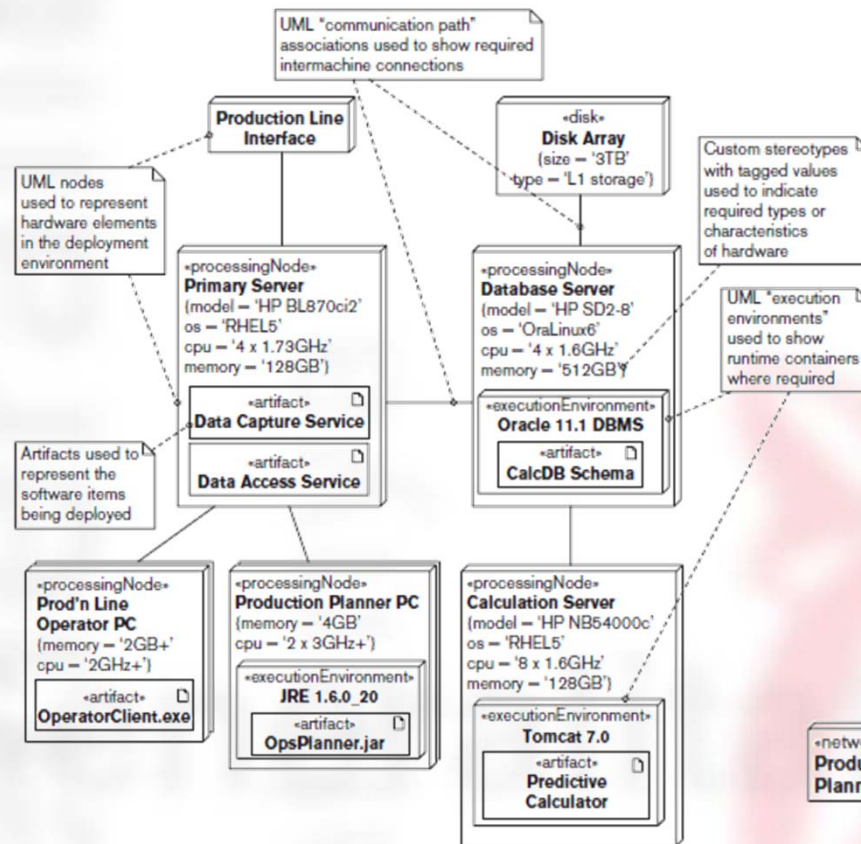 UML "communication path"
associations used to show required
intermachine connections
Production Line
Interface
«disk»
Disk Array
(size = '3TB'
type = 'L1 storage')
Custom stereotypes
with tagged values
used to indicate
required types or
characteristics
of hardware
UML nodes
used to represent
hardware elements
in the deployment
environment
«processingNode»
Primary Server
(model = 'HP BL870ci2'
os = 'RHEL5'
cpu = '4 x 1.73GHz'
memory = '128GB')
«artifact»
Data Capture Service
«artifact»
Data Access Service
«processingNode»
Database Server
(model = 'HP SD2-8'
os = 'OraLinux6'
cpu = '4 x 1.6GHz'
memory = '512GB')
«executionEnvironment»
Oracle 11.1 DBMS
«artifact»
CalcDB Schema
UML "execution
environments"
used to show
runtime containers
where required
Artifacts used to
represent the
software items
being deployed
«processingNode»
Prod'n Line
Operator PC
(memory = '2GB+'
cpu = '2GHz+')
«artifact»
OperatorClient.exe
«processingNode»
Production Planner PC
(memory = '4GB'
cpu = '2 x 3GHz+')
«executionEnvironment»
JRE 1.6.0_20
«artifact»
OpsPlanner.jar
«processingNode»
Calculation Server
(model = 'HP NB54000c'
os = 'RHEL5'
cpu = '8 x 1.6GHz'
memory = '128GB')
«executionEnvironment»
Tomcat 7.0
«artifact»
Predictive
Calculator